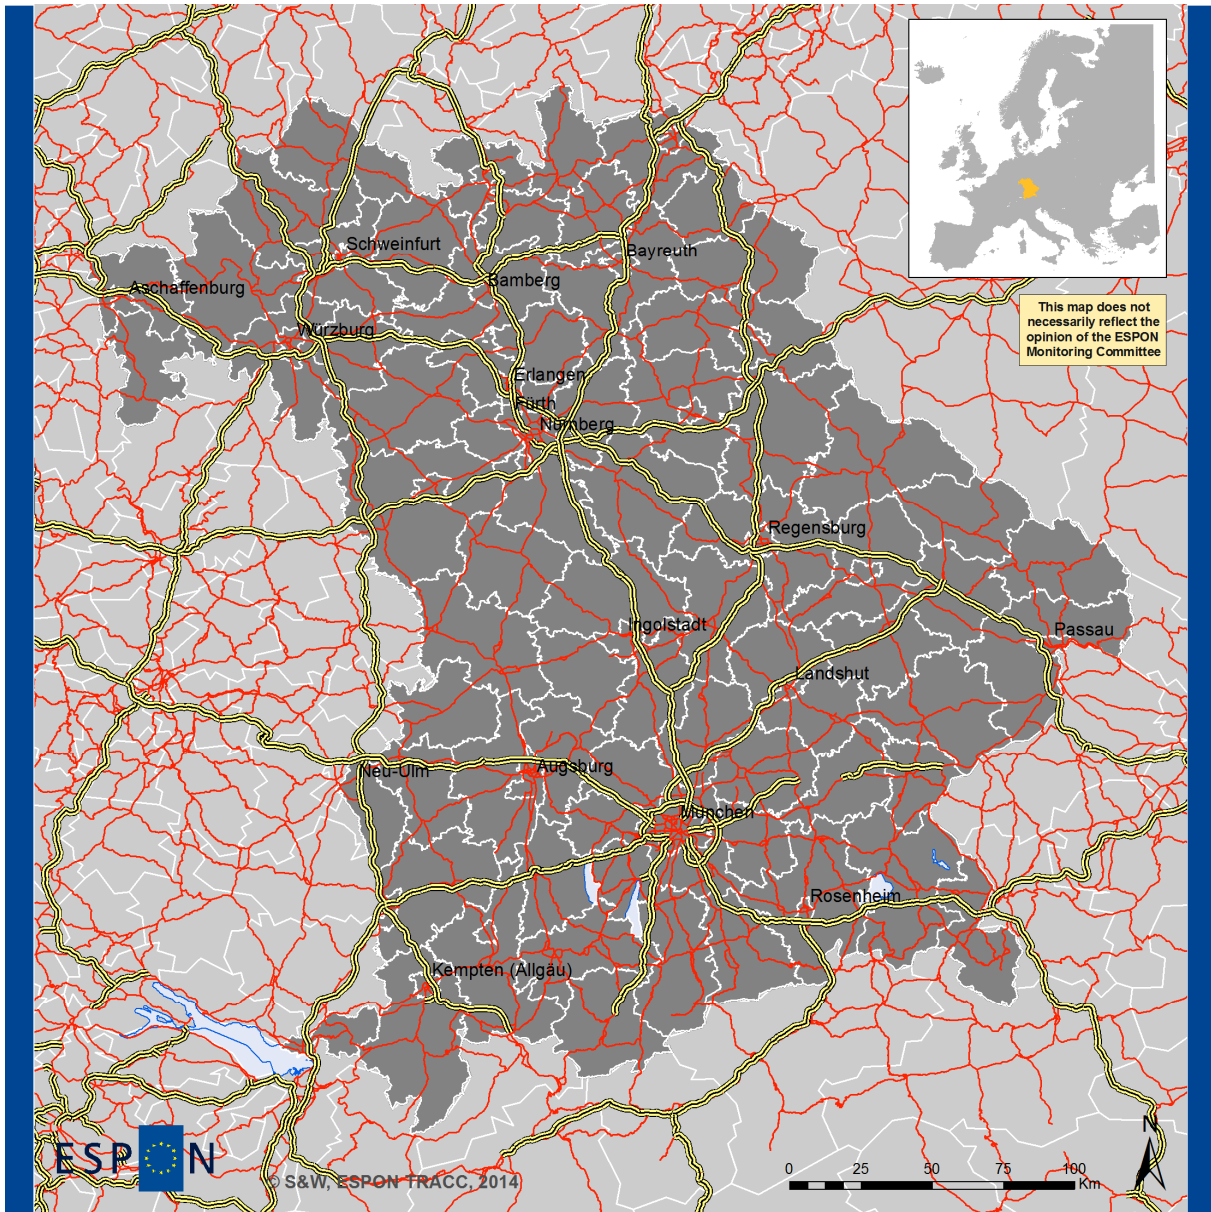 This map does not
necessarily reflect the
opinion of the ESPON
Monitoring Committee
Schweinfurt
Bayreuth
Bamberg
Aschaffenburg
Würzburg
Erlangen
Fürth
Nürnberg
Regensburg
Ingolstadt
Passau
Landshut
Augsburg
Neu-Ulm
München
Rosenheim
Kempten (Allgäu)
N
ESPON
© S&W, ESPON TRACC, 2014
0 25 50 75 100
Km